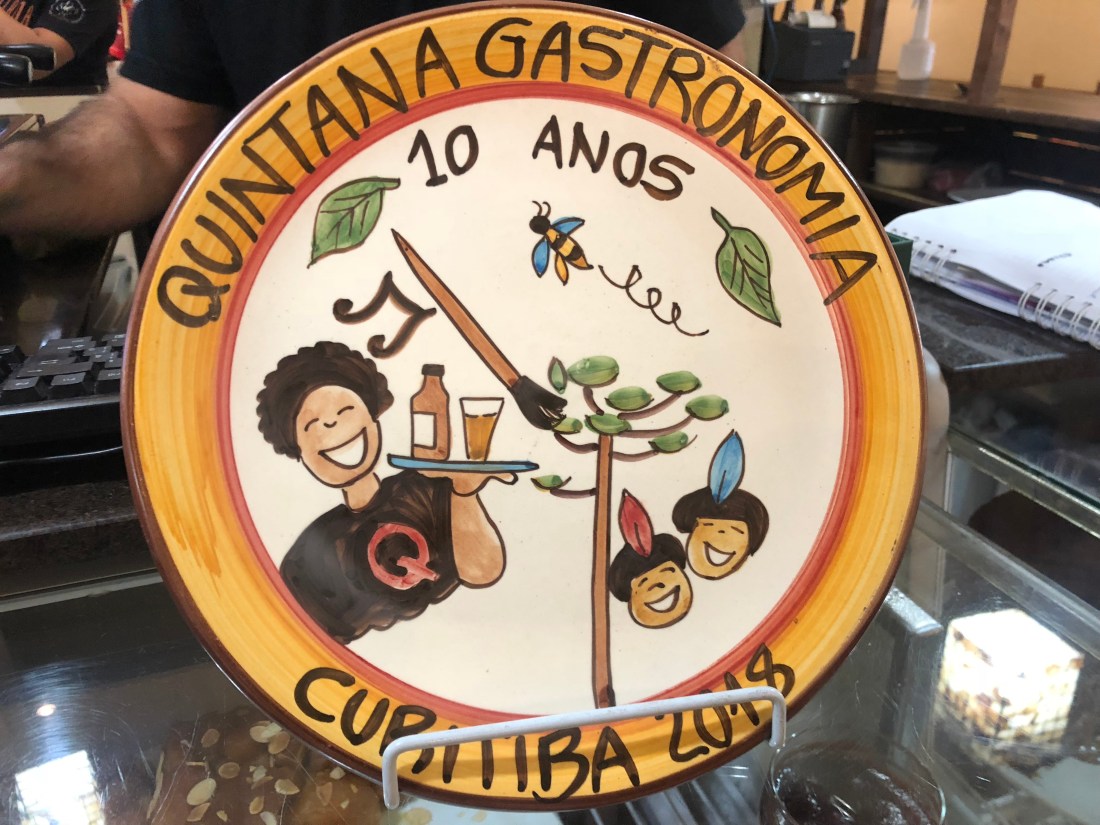 QUINTANA GASTRONOMIA
10 ANOS
Q
CURITIBA 2018